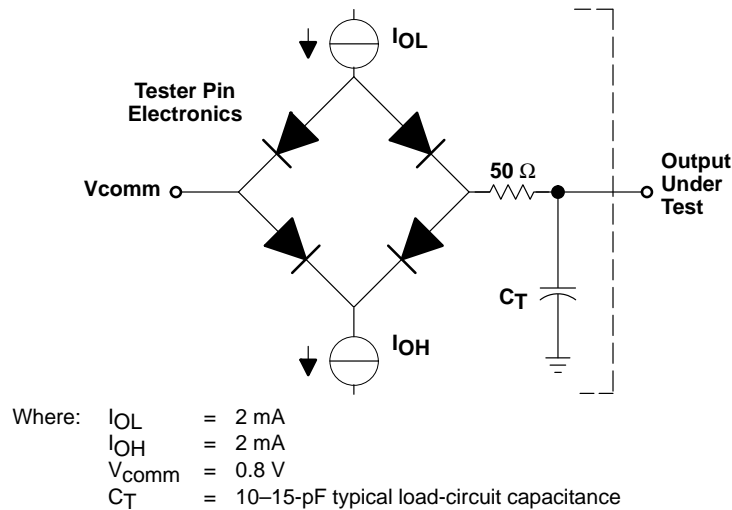 IOL
Tester Pin
Electronics
Vcomm
50 Ω
Output
Under
Test
CT
IOH
Where: IOL = 2 mA
IOH = 2 mA
Vcomm = 0.8 V
CT = 10–15-pF typical load-circuit capacitance